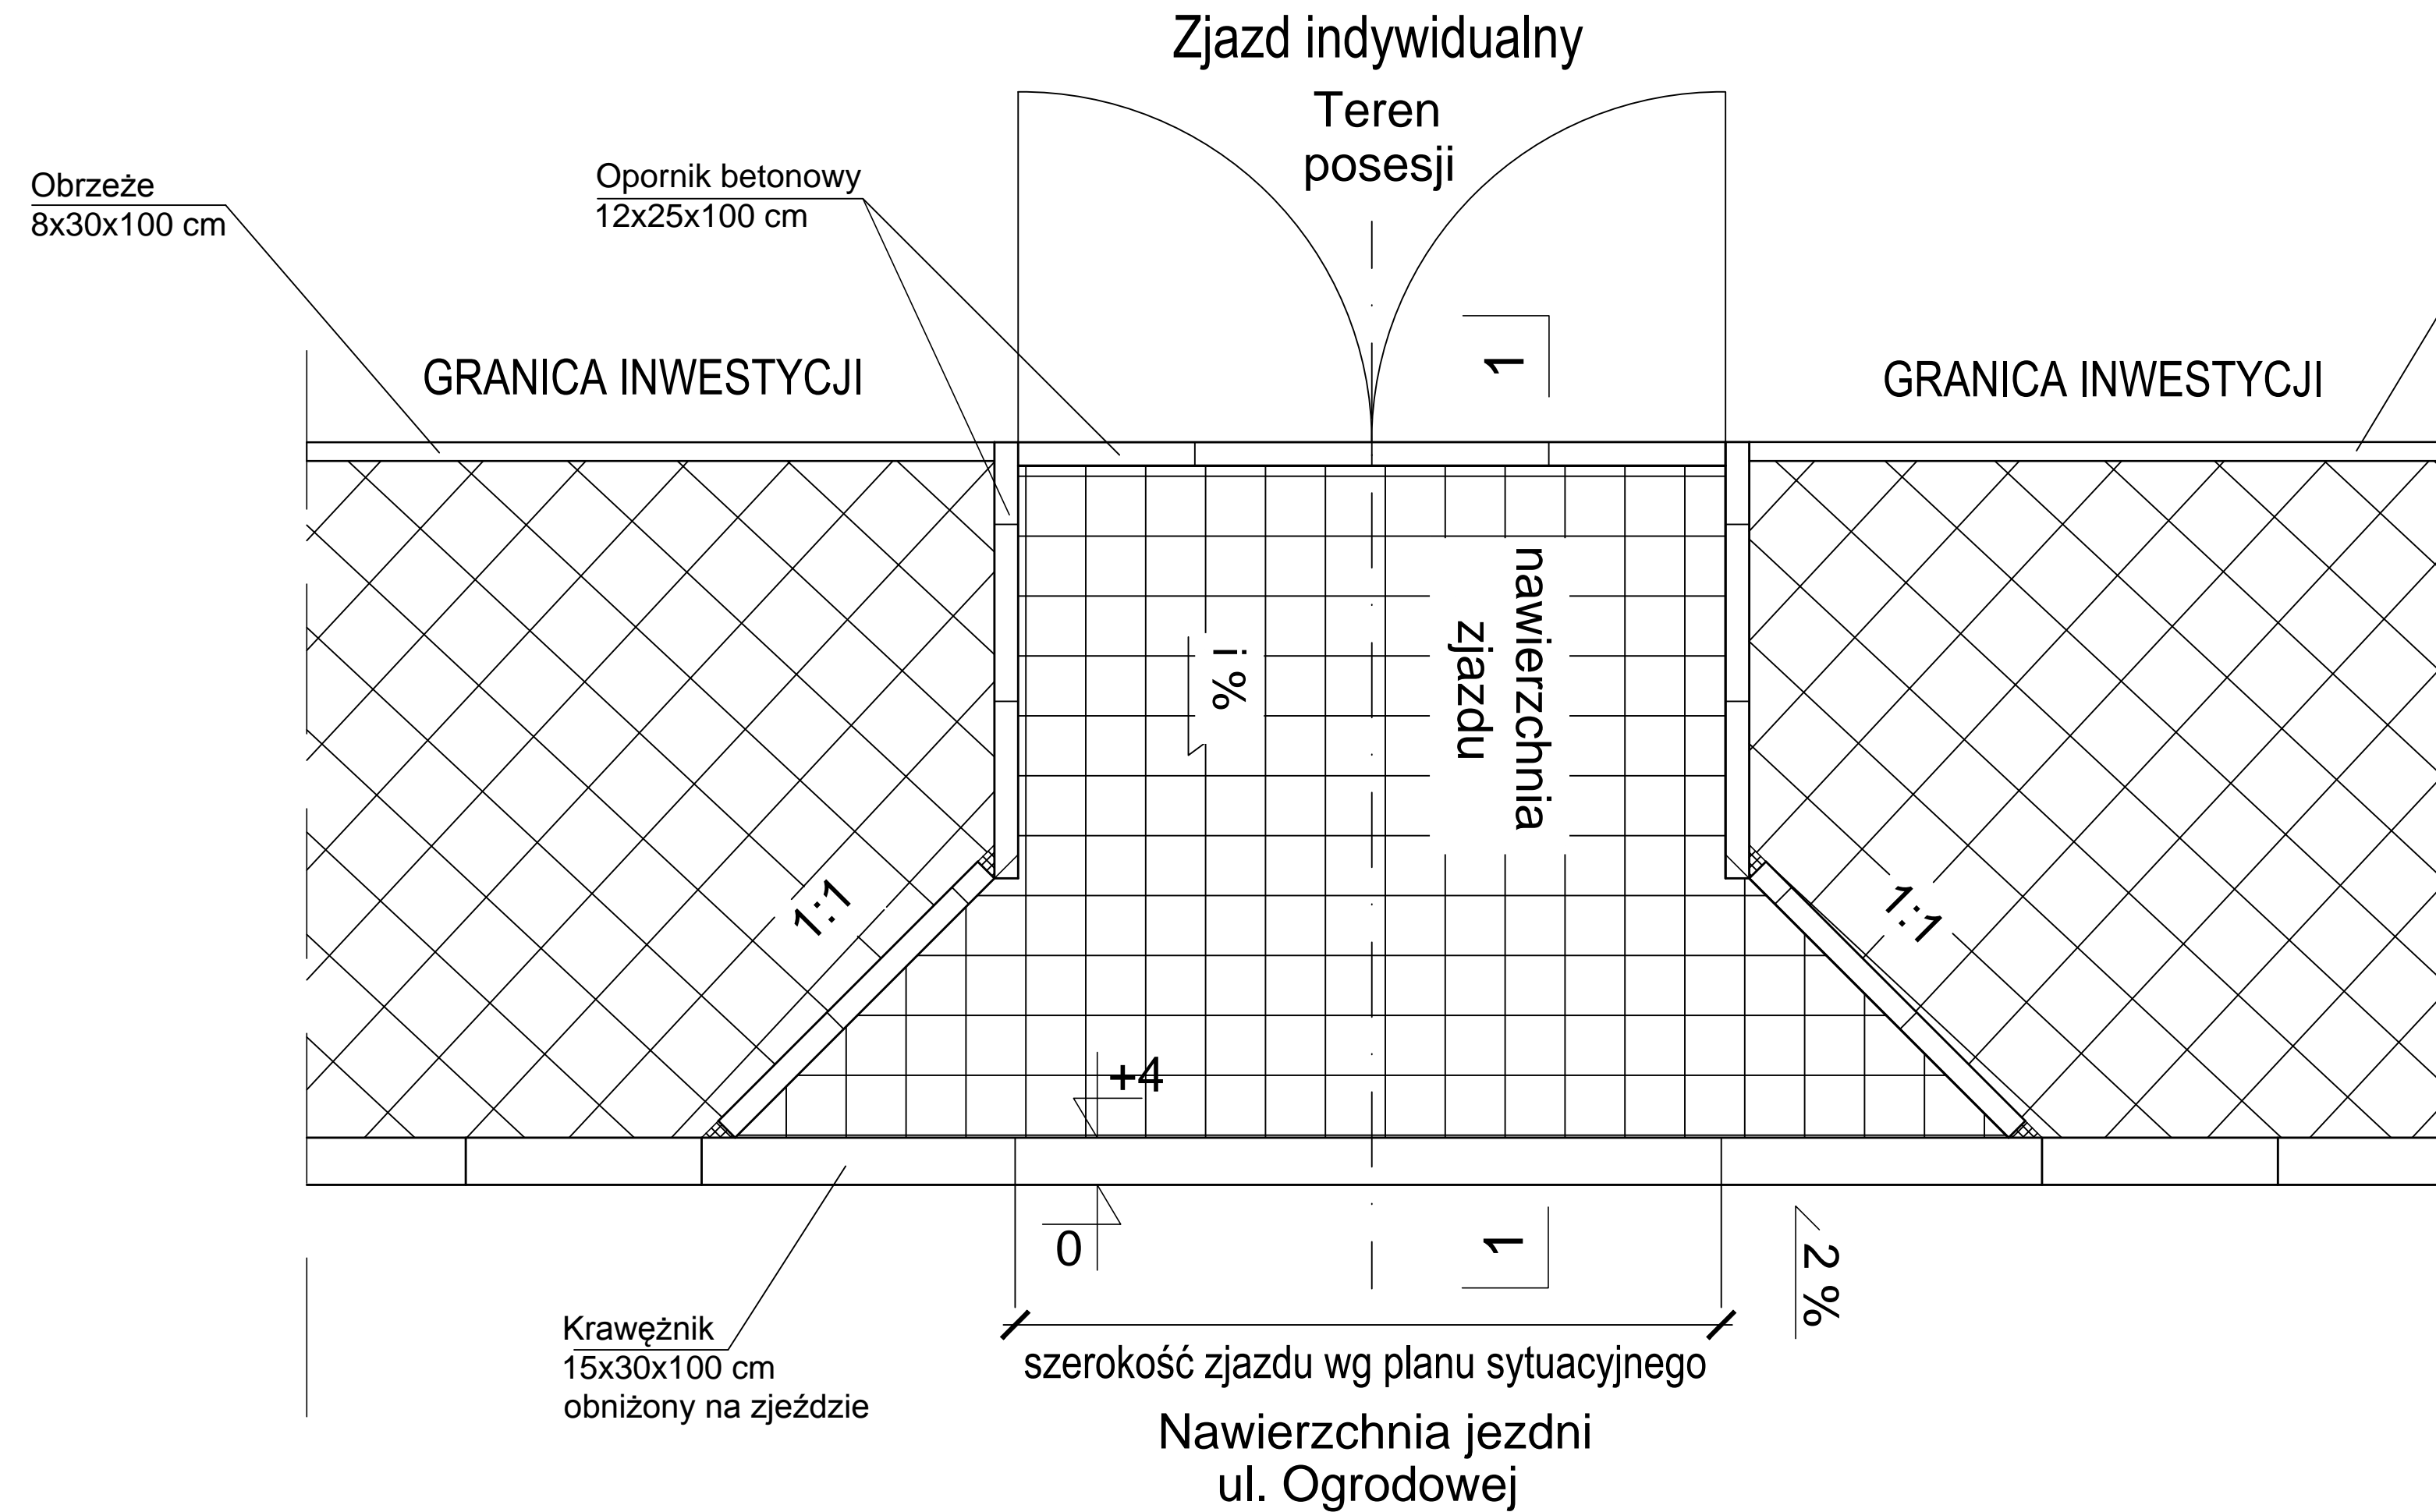 Zjazd indywidualny
Teren
posesji
Obrzeże
8x30x100 cm
Opornik betonowy
12x25x100 cm
GRANICA INWESTYCJI
1
GRANICA INWESTYCJI
i %
nawierzchnia
zjazdu
1:1
1:1
+4
0
1
2 %
Krawężnik
15x30x100 cm
obniżony na zjeździe
szerokość zjazdu wg planu sytuacyjnego
Nawierzchnia jezdni
ul. Ogrodowej